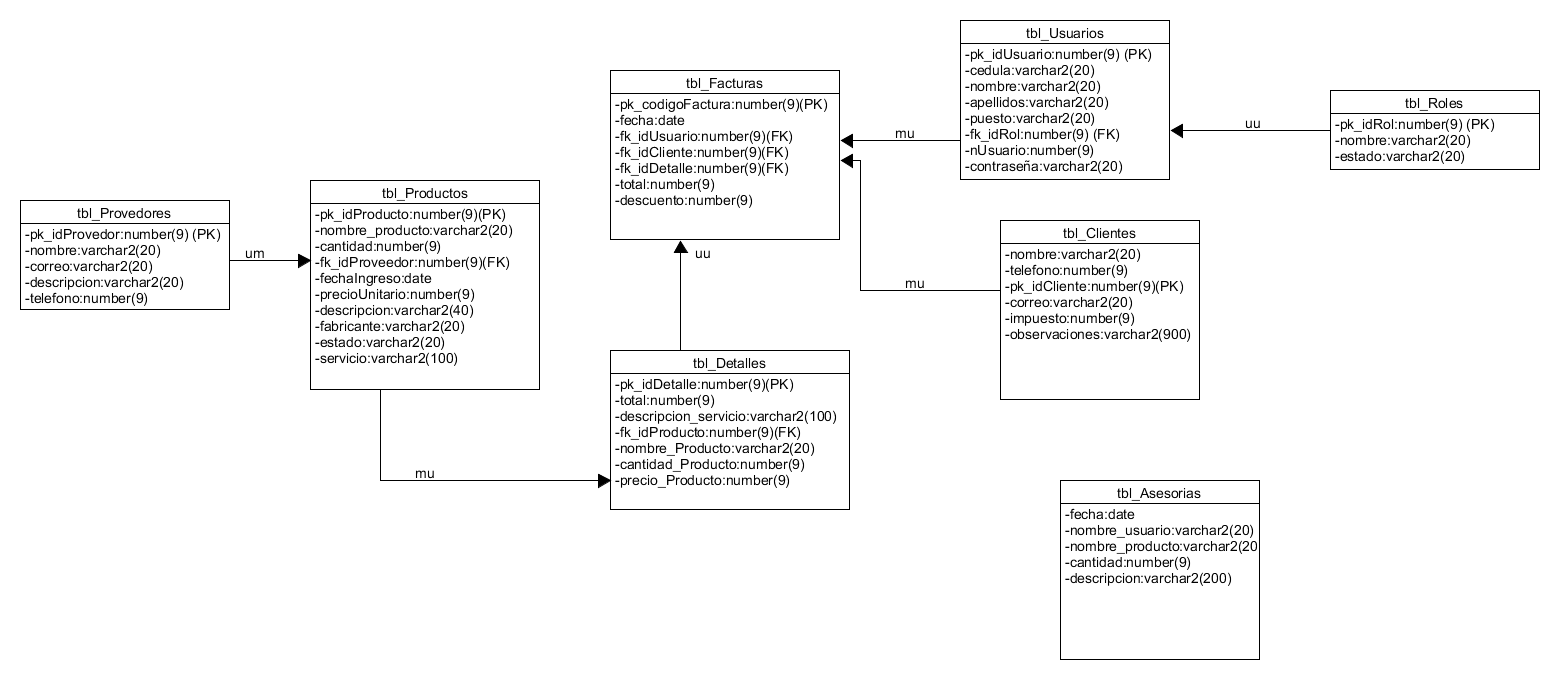 tbl_Provedores
-pk_idProvedor:number(9) (PK)
-nombre:varchar2(20)
-correo:varchar2(20)
-descripcion:varchar2(20)
-telefono:number(9)
um
tbl_Productos
-pk_idProducto:number(9)(PK)
-nombre_producto:varchar2(20)
-cantidad:number(9)
-fk_idProveedor:number(9)(FK)
-fechaIngreso:date
-precioUnitario:number(9)
-descripcion:varchar2(40)
-fabricante:varchar2(20)
-estado:varchar2(20)
-servicio:varchar2(100)
mu
tbl_Facturas
-pk_codigoFactura:number(9)(PK)
-fecha:date
-fk_idUsuario:number(9)(FK)
-fk_idCliente:number(9)(FK)
-fk_idDetalle:number(9)(FK)
-total:number(9)
-descuento:number(9)
uu
tbl_Detalles
-pk_idDetalle:number(9)(PK)
-total:number(9)
-descripcion_servicio:varchar2(100)
-fk_idProducto:number(9)(FK)
-nombre_Producto:varchar2(20)
-cantidad_Producto:number(9)
-precio_Producto:number(9)
mu
mu
tbl_Usuarios
-pk_idUsuario:number(9) (PK)
-cedula:varchar2(20)
-nombre:varchar2(20)
-apellidos:varchar2(20)
-puesto:varchar2(20)
-fk_idRol:number(9) (FK)
-nUsuario:number(9)
-contraseña:varchar2(20)
uu
tbl_Roles
-pk_idRol:number(9) (PK)
-nombre:varchar2(20)
-estado:varchar2(20)
tbl_Clientes
-nombre:varchar2(20)
-telefono:number(9)
-pk_idCliente:number(9)(PK)
-correo:varchar2(20)
-impuesto:number(9)
-observaciones:varchar2(900)
tbl_Asesorias
-fecha:date
-nombre_usuario:varchar2(20)
-nombre_producto:varchar2(20
-cantidad:number(9)
-descripcion:varchar2(200)